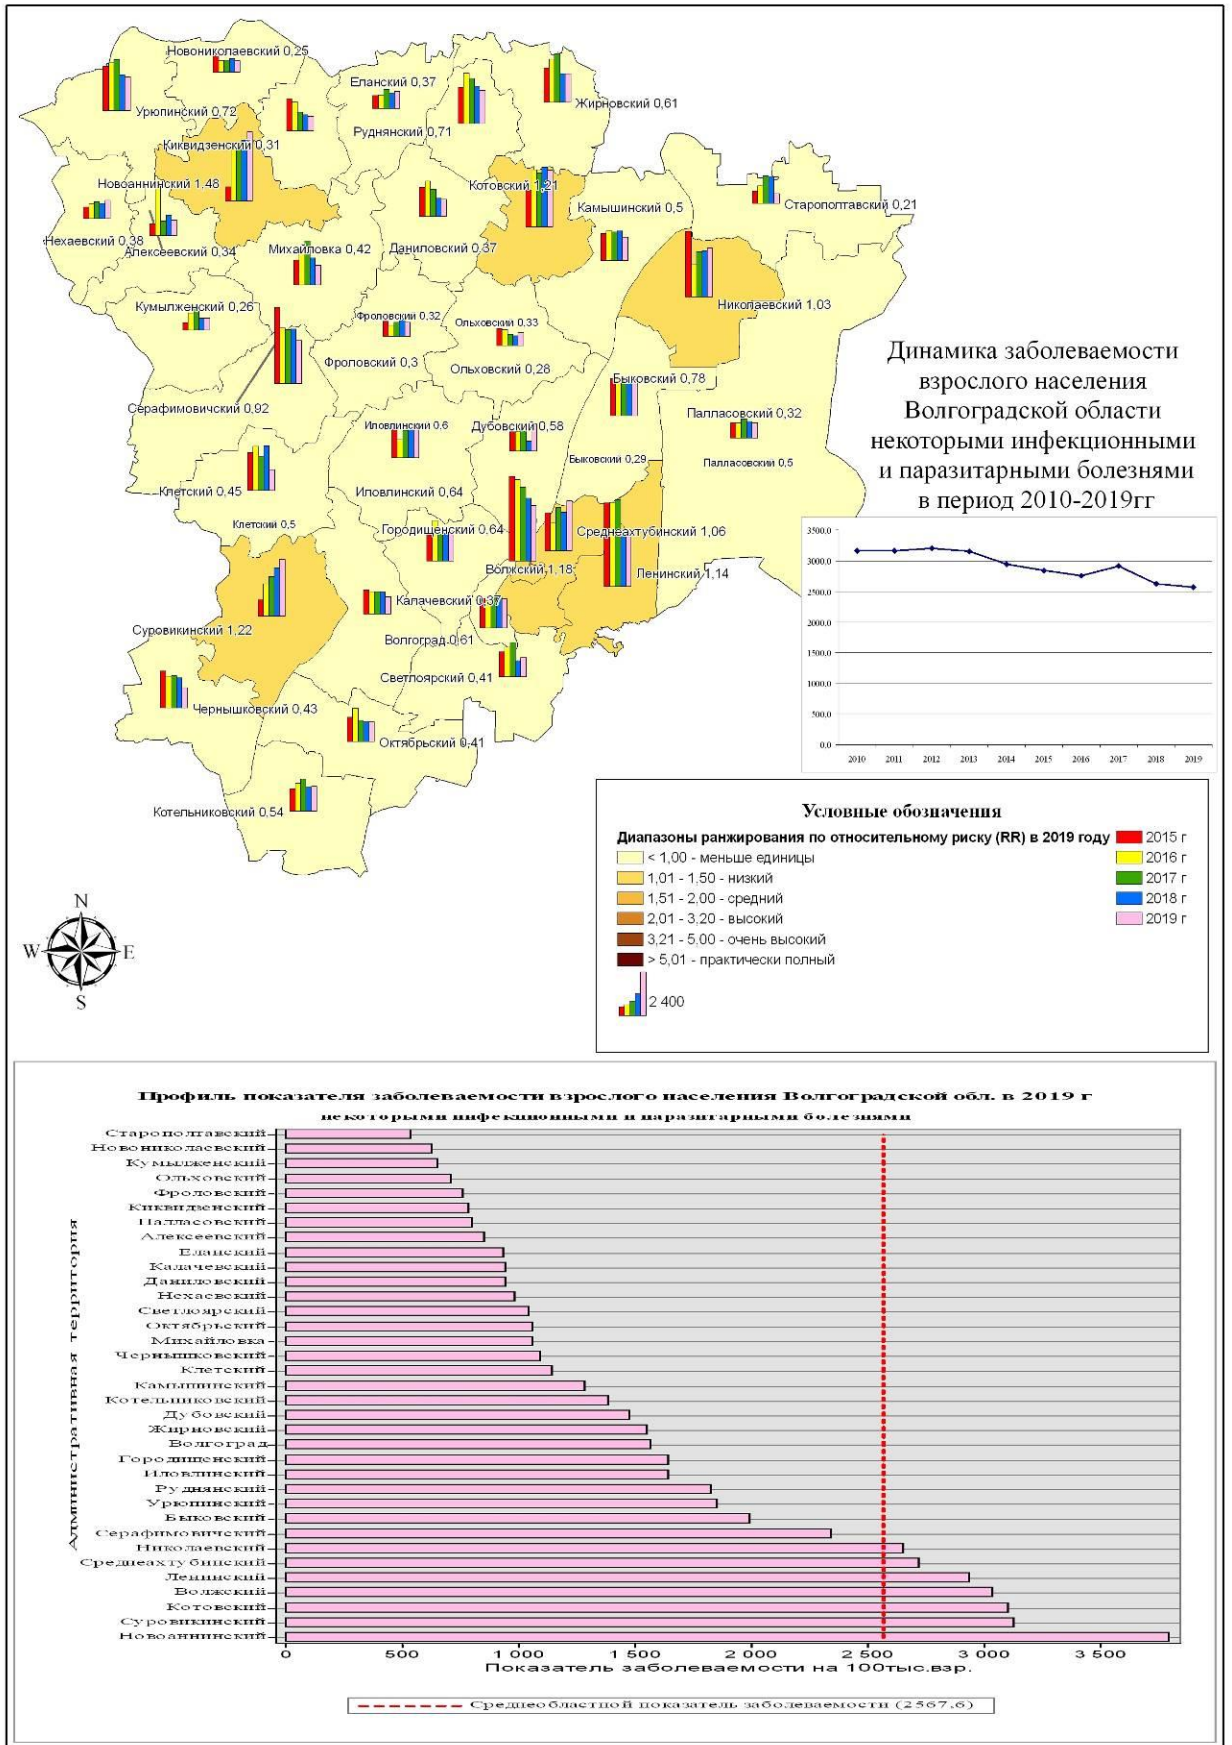 Новониколаевский 0,25
Еланский 0,37
Жирновский 0,61
Урюпинский 0,72
Руднянский 0,71
Киквидзенский 0,31
Новоаннинский 1,48
Котовский 1,21
Камышинский 0,5
Старополтавский 0,21
Нехаевский 0,38
Алексеевский 0,34
Михайловка 0,42
Даниловский 0,37
Николаевский 1,03
Кумылженский 0,26
Фроловский 0,32
Ольховский 0,33
Фроловский 0,3
Ольховский 0,28
Быковский 0,78
Серафимовичский 0,92
Палласовский 0,32
Иловлинский 0,6
Дубовский 0,58
Быковский 0,29
Палласовский 0,5
Клетский 0,45
Иловлинский 0,64
Клетский 0,5
Городищенский 0,64
Среднеахтубинский 1,06
Волжский 1,18
Ленинский 1,14
Калачевский 0,37
Суровикинский 1,22
Волгоград 0,61
Светлоярский 0,41
Чернышковский 0,43
Октябрьский 0,41
Котельниковский 0,54
Динамика заболеваемости
взрослого населения
Волгоградской области
некоторыми инфекционными
и паразитарными болезнями
в период 2010-2019гг
3500,0
3000,0
2500,0
2000,0
1500,0
1000,0
500,0
0,0
2010 2011 2012 2013 2014 2015 2016 2017 2018 2019
Условные обозначения
Диапазоны ранжирования по относительному риску (RR) в 2019 году
< 1,00 - меньше единицы
1,01 - 1,50 - низкий
1,51 - 2,00 - средний
2,01 - 3,20 - высокий
3,21 - 5,00 - очень высокий
> 5,01 - практически полный
2 400
2015 г
2016 г
2017 г
2018 г
2019 г
N
W E
S
Профиль показателя заболеваемости взрослого населения Волгоградской обл. в 2019 г
некоторыми инфекционными и паразитарными болезнями
Административная территория
Старополтавский
Новониколаевский
Кумылженский
Ольховский
Фроловский
Киквидзенский
Палласовский
Алексеевский
Еланский
Калачевский
Даниловский
Нехаевский
Светлоярский
Октябрьский
Михайловка
Чернышковский
Клетский
Камышинский
Котельниковский
Дубовский
Жирновский
Волгоград
Городищенский
Иловлинский
Руднянский
Урюпинский
Быковский
Серафимовичский
Николаевский
Среднеахтубинский
Ленинский
Волжский
Котовский
Суровикинский
Новоаннинский
0 500 1 000 1 500 2 000 2 500 3 000 3 500
Показатель заболеваемости на 100тыс.взр.
Среднеобластной показатель заболеваемости (2567,6)